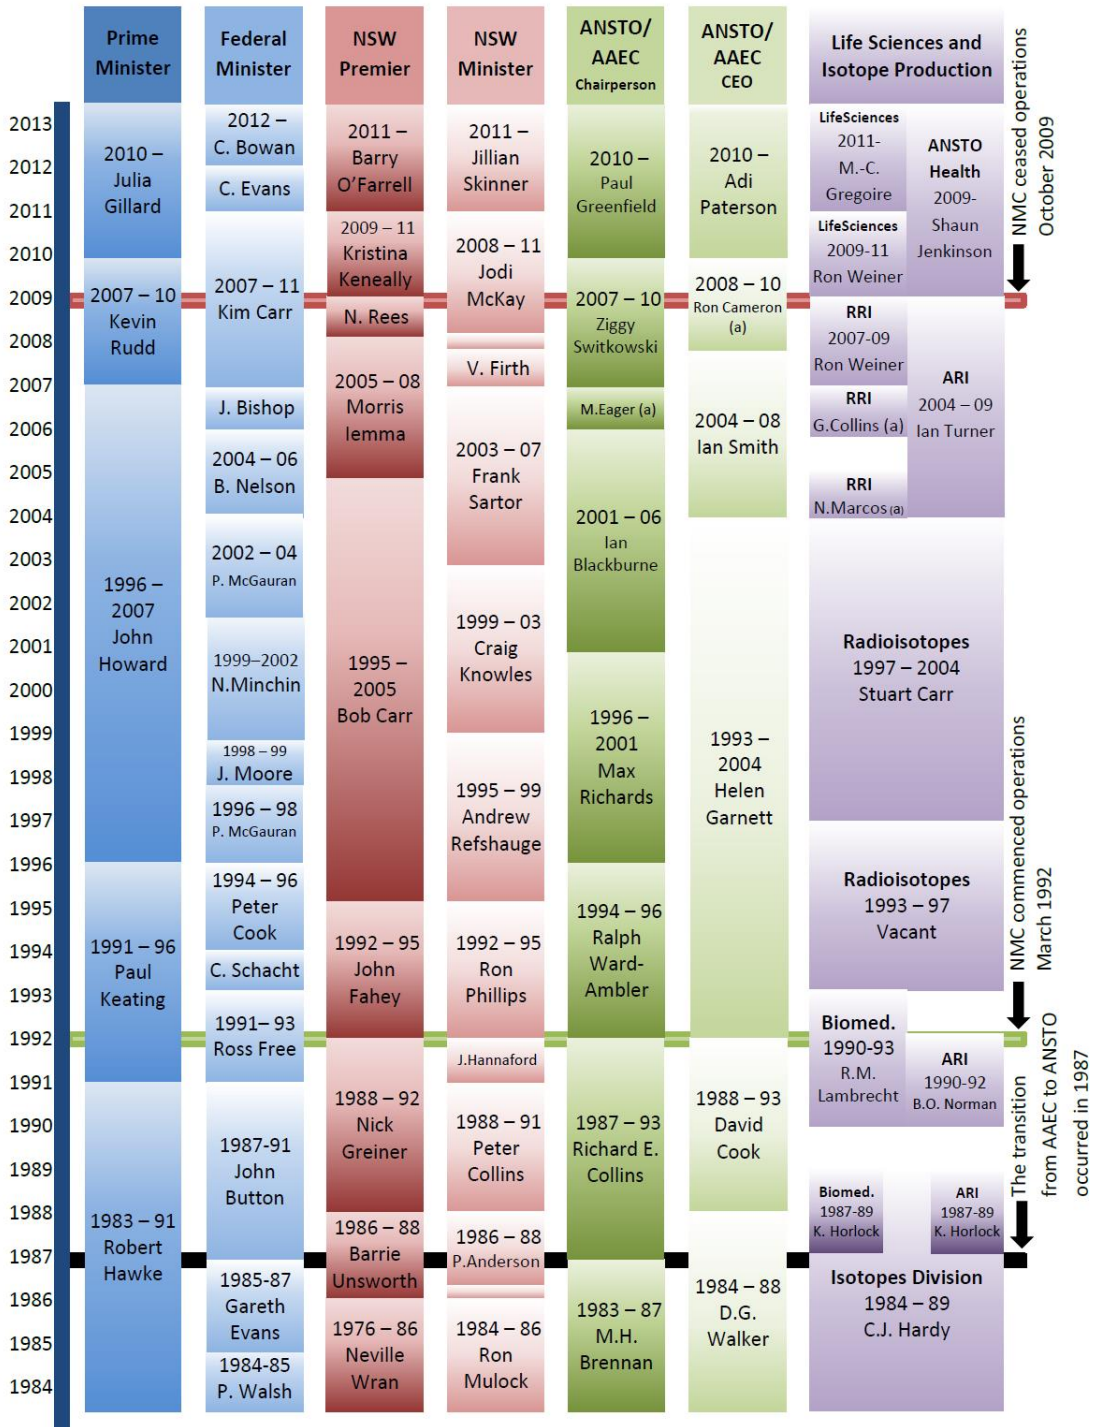 Prime
Minister
Federal
Minister
NSW
Premier
NSW
Minister
ANSTO/
AAEC
Chairperson
ANSTO/
AAEC
CEO
Life Sciences and
Isotope Production
2013
2012
2011
2010
2009
2008
2007
2006
2005
2004
2003
2002
2001
2000
1999
1998
1997
1996
1995
1994
1993
1992
1991
1990
1989
1988
1987
1986
1985
1984
2010 –
Julia
Gillard
2007 – 10
Kevin
Rudd
1996 –
2007
John
Howard
1991 – 96
Paul
Keating
1983 – 91
Robert
Hawke
2012 –
C. Bowan
C. Evans
2007 – 11
Kim Carr
J. Bishop
2004 – 06
B. Nelson
2002 – 04
P. McGauran
1999–2002
N.Minchin
1998 – 99
J. Moore
1996 – 98
P. McGauran
1994 – 96
Peter
Cook
C. Schacht
1991– 93
Ross Free
1987-91
John
Button
1985-87
Gareth
Evans
1984-85
P. Walsh
2011 –
Barry
O’Farrell
2009 – 11
Kristina
Keneally
N. Rees
2005 – 08
Morris
Iemma
1995 –
2005
Bob Carr
1992 – 95
John
Fahey
1988 – 92
Nick
Greiner
1986 – 88
Barrie
Unsworth
1976 – 86
Neville
Wran
2011 –
Jillian
Skinner
2008 – 11
Jodi
McKay
V. Firth
2003 – 07
Frank
Sartor
1999 – 03
Craig
Knowles
1995 – 99
Andrew
Refshauge
1992 – 95
Ron
Phillips
J.Hannaford
1988 – 91
Peter
Collins
1986 – 88
P.Anderson
1984 – 86
Ron
Mulock
2010 –
Paul
Greenfield
2007 – 10
Ziggy
Switkowski
M.Eager (a)
2001 – 06
Ian
Blackburne
1996 –
2001
Max
Richards
1994 – 96
Ralph
Ward-
Ambler
1987 – 93
Richard E.
Collins
1983 – 87
M.H.
Brennan
2010 –
Adi
Paterson
2008 – 10
Ron Cameron
(a)
2004 – 08
Ian Smith
1993 –
2004
Helen
Garnett
1988 – 93
David
Cook
1984 – 88
D.G.
Walker
LifeSciences
2011-
M.-C.
Gregoire
ANSTO
Health
2009-
Shaun
Jenkinson
LifeSciences
2009-11
Ron Weiner
RRI
2007-09
Ron Weiner
RRI
G.Collins (a)
ARI
2004 – 09
Ian Turner
RRI
N.Marcos (a)
Radioisotopes
1997 – 2004
Stuart Carr
Radioisotopes
1993 – 97
Vacant
Biomed.
1990-93
R.M.
Lambrecht
ARI
1990-92
B.O. Norman
Biomed.
1987-89
K. Horlock
ARI
1987-89
K. Horlock
Isotopes Division
1984 – 89
C.J. Hardy
NMC ceased operations
October 2009
NMC commenced operations
March 1992
The transition
from AAEC to ANSTO
occurred in 1987